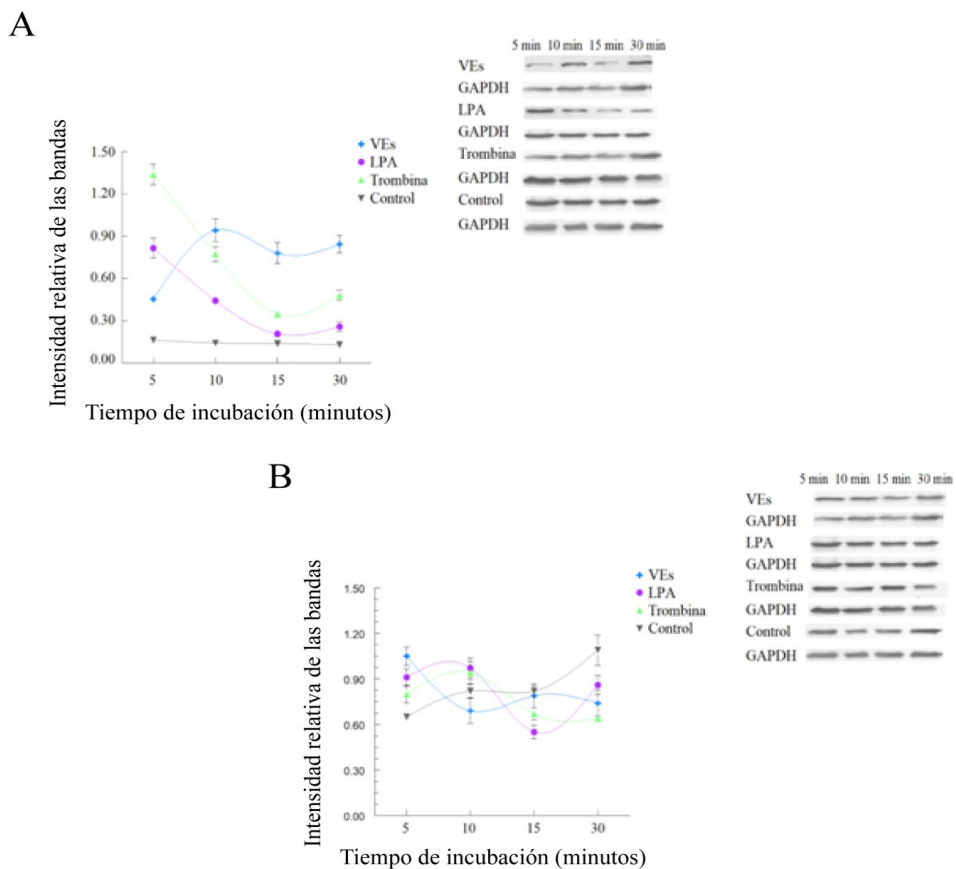 A
5 min 10 min 15 min 30 min
VEs
GAPDH
LPA
GAPDH
Trombina
GAPDH
Control
GAPDH
Intensidad relativa de las bandas
VEs
LPA
Trombina
Control
1.50
1.20
0.90
0.60
0.30
0.00
5 10 15 30
Tiempo de incubación (minutos)
B
5 min 10 min 15 min 30 min
VEs
GAPDH
LPA
GAPDH
Trombina
GAPDH
Control
GAPDH
Intensidad relativa de las bandas
VEs
LPA
Trombina
Control
1.50
1.20
0.90
0.60
0.30
0.00
5 10 15 30
Tiempo de incubación (minutos)